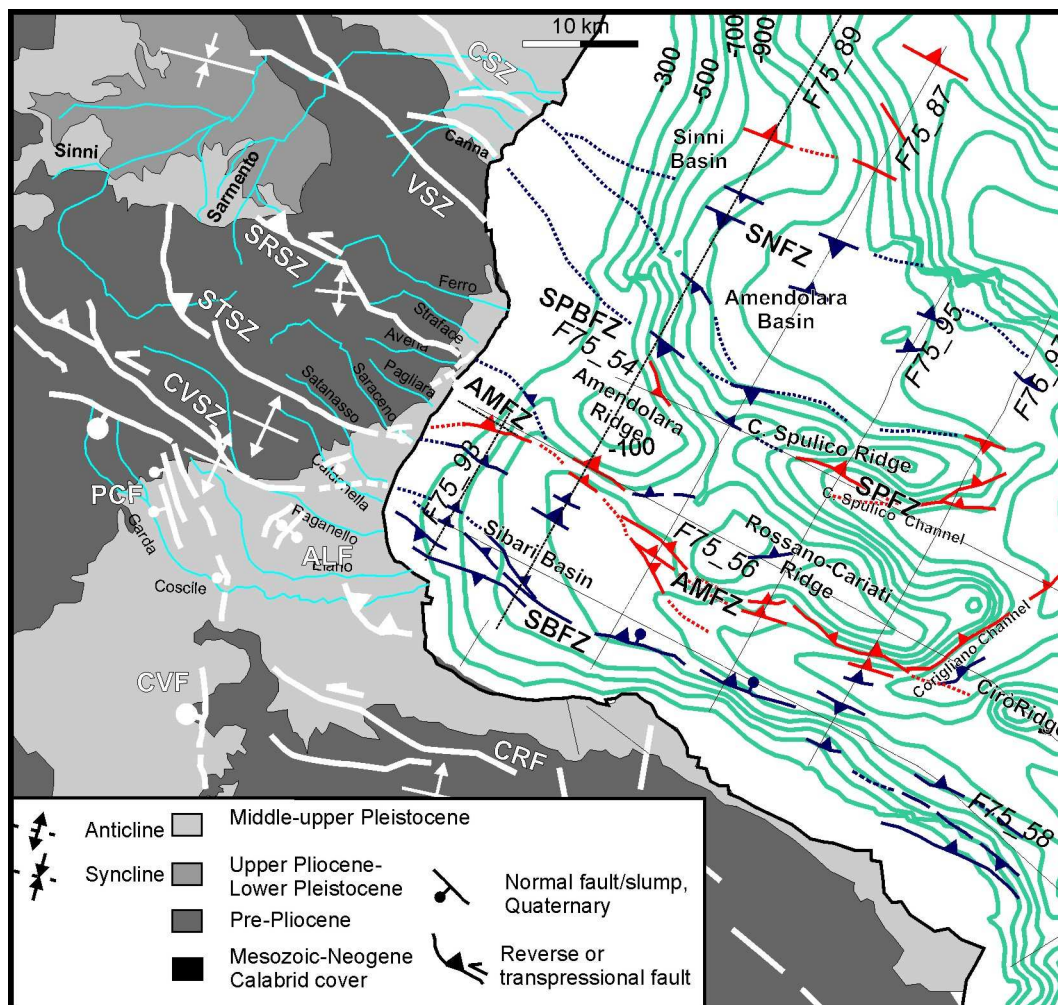 10 km
-300
-500
-700
-900
F75_89
F75_87
CSZ
Canna
Sinni
Basin
Sinni
Sarmento
VSZ
SRSZ
SNFZ
Ferro
Straface
Amendolara
Basin
STSZ
Avena
SPBFZ
F75_54
F75_95
Pagliara
Saraceno
Satanasso
AMFZ
Amendolara
Ridge
-100
CVSZ
C. Spulico Ridge
SPFZ
C. Spulico Channel
PCF
Garda
F75_93
Raganello
ALF
Sibari Basin
F75_56
Rossano-Cariati
Ridge
Coscile
AMFZ
SBFZ
Corigliano Channel
CVF
Cirò Ridge
CRF
F75_58
Anticline
Syncline
Middle-upper Pleistocene
Upper Pliocene-
Lower Pleistocene
Pre-Pliocene
Mesozoic-Neogene
Calabrid cover
Normal fault/slump,
Quaternary
Reverse or
transpressional fault